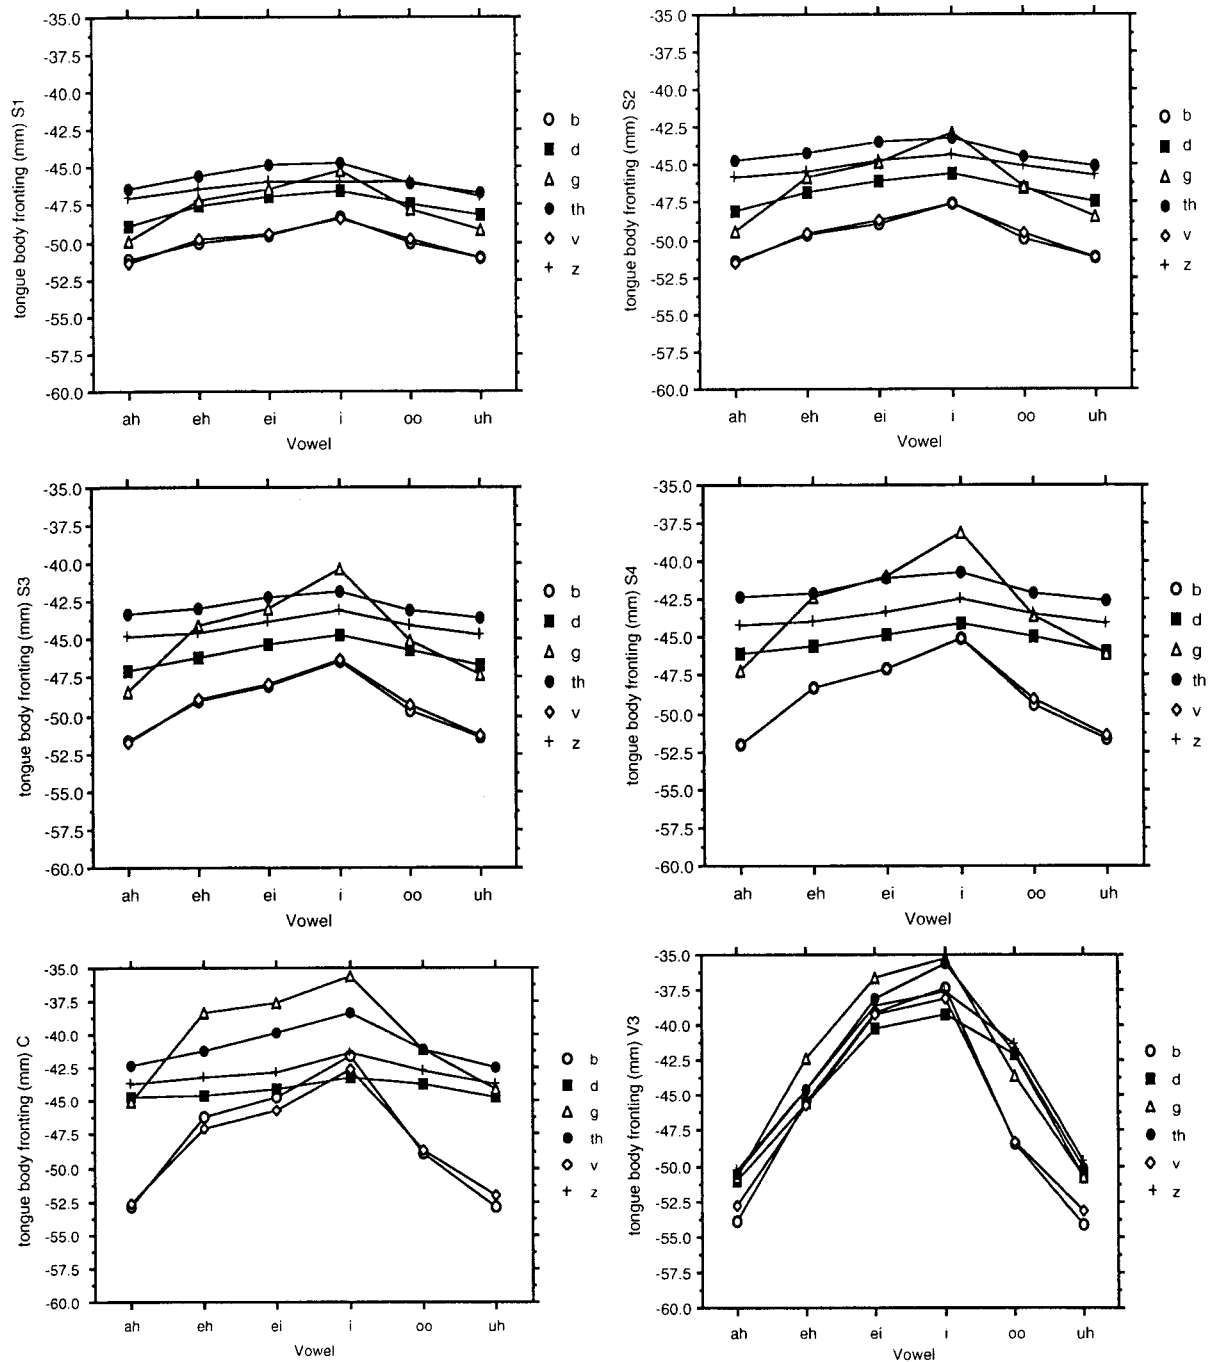 -35.0
-37.5
-40.0
-42.5
-45.0
-47.5
-50.0
-52.5
-55.0
-57.5
-60.0
tongue body fronting (mm) S1
ah eh ei i oo uh
Vowel
b
d
g
th
v
z
-35.0
-37.5
-40.0
-42.5
-45.0
-47.5
-50.0
-52.5
-55.0
-57.5
-60.0
tongue body fronting (mm) S2
ah eh ei i oo uh
Vowel
b
d
g
th
v
z
-35.0
-37.5
-40.0
-42.5
-45.0
-47.5
-50.0
-52.5
-55.0
-57.5
-60.0
tongue body fronting (mm) S3
ah eh ei i oo uh
Vowel
b
d
g
th
v
z
-35.0
-37.5
-40.0
-42.5
-45.0
-47.5
-50.0
-52.5
-55.0
-57.5
-60.0
tongue body fronting (mm) S4
ah eh ei i oo uh
Vowel
b
d
g
th
v
z
-35.0
-37.5
-40.0
-42.5
-45.0
-47.5
-50.0
-52.5
-55.0
-57.5
-60.0
tongue body fronting (mm) C
ah eh ei i oo uh
Vowel
b
d
g
th
v
z
-35.0
-37.5
-40.0
-42.5
-45.0
-47.5
-50.0
-52.5
-55.0
-57.5
-60.0
tongue body fronting (mm) V3
ah eh ei i oo uh
Vowel
b
d
g
th
v
z